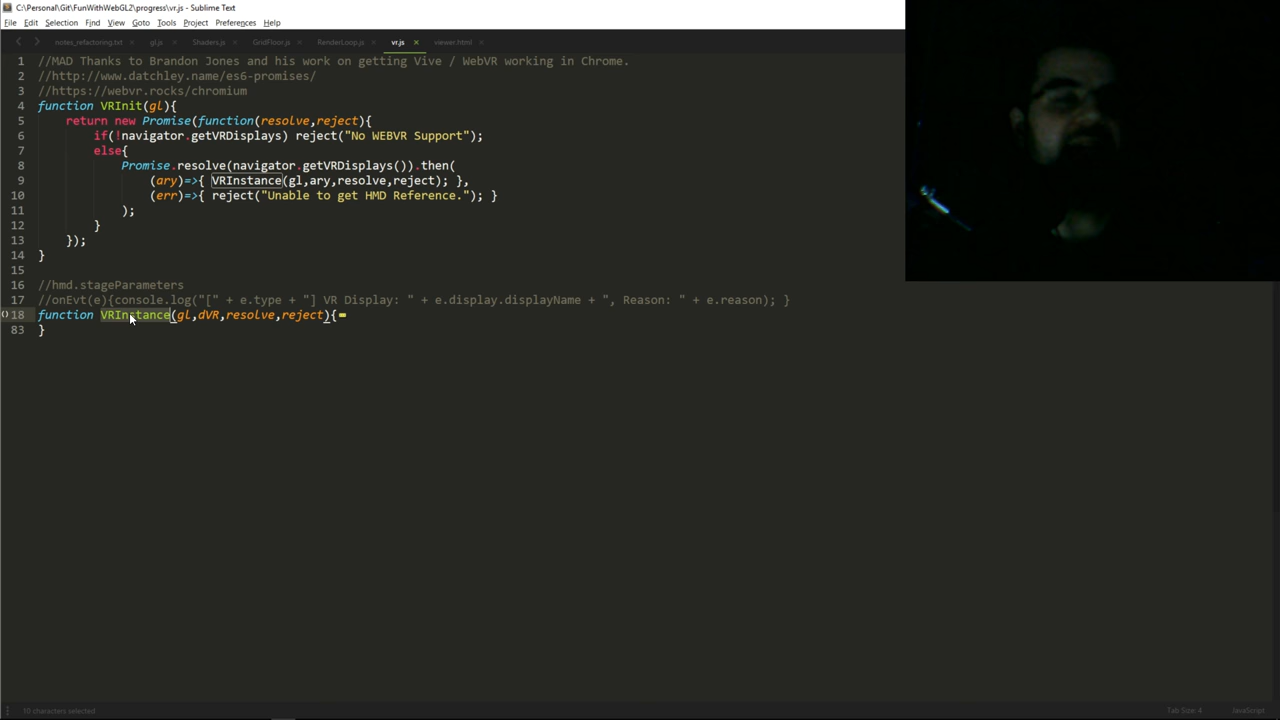 C:\Personal\Git\FunWithWebGL2\progress\vr.js - Sublime Text
File Edit Selection Find View Goto Tools Project Preferences Help
notes_refactoring.txt × gl.js × Shaders.js × GridFloor.js × RenderLoop.js × vr.js × viewer.html ×
1 //MAD Thanks to Brandon Jones and his work on getting Vive / WebVR working in Chrome.
2 //http://www.datchley.name/es6-promises/
3 //https://webvr.rocks/chromium
4 function VRInit(gl){
5 return new Promise(function(resolve,reject){
6 if(!navigator.getVRDisplays) reject("No WEBVR Support");
7 else{
8 Promise.resolve(navigator.getVRDisplays()).then(
9 (ary)=>{ VRInstance(gl,ary,resolve,reject); },
10 (err)=>{ reject("Unable to get HMD Reference."); }
11 );
12 }
13 });
14 }
15
16 //hmd.stageParameters
17 //onEvt(e){console.log("[" + e.type + "] VR Display: " + e.display.displayName + ", Reason: " + e.reason); }
18 function VRInstance(gl,dVR,resolve,reject){
83 }
10 characters selected
Tab Size: 4
JavaScript